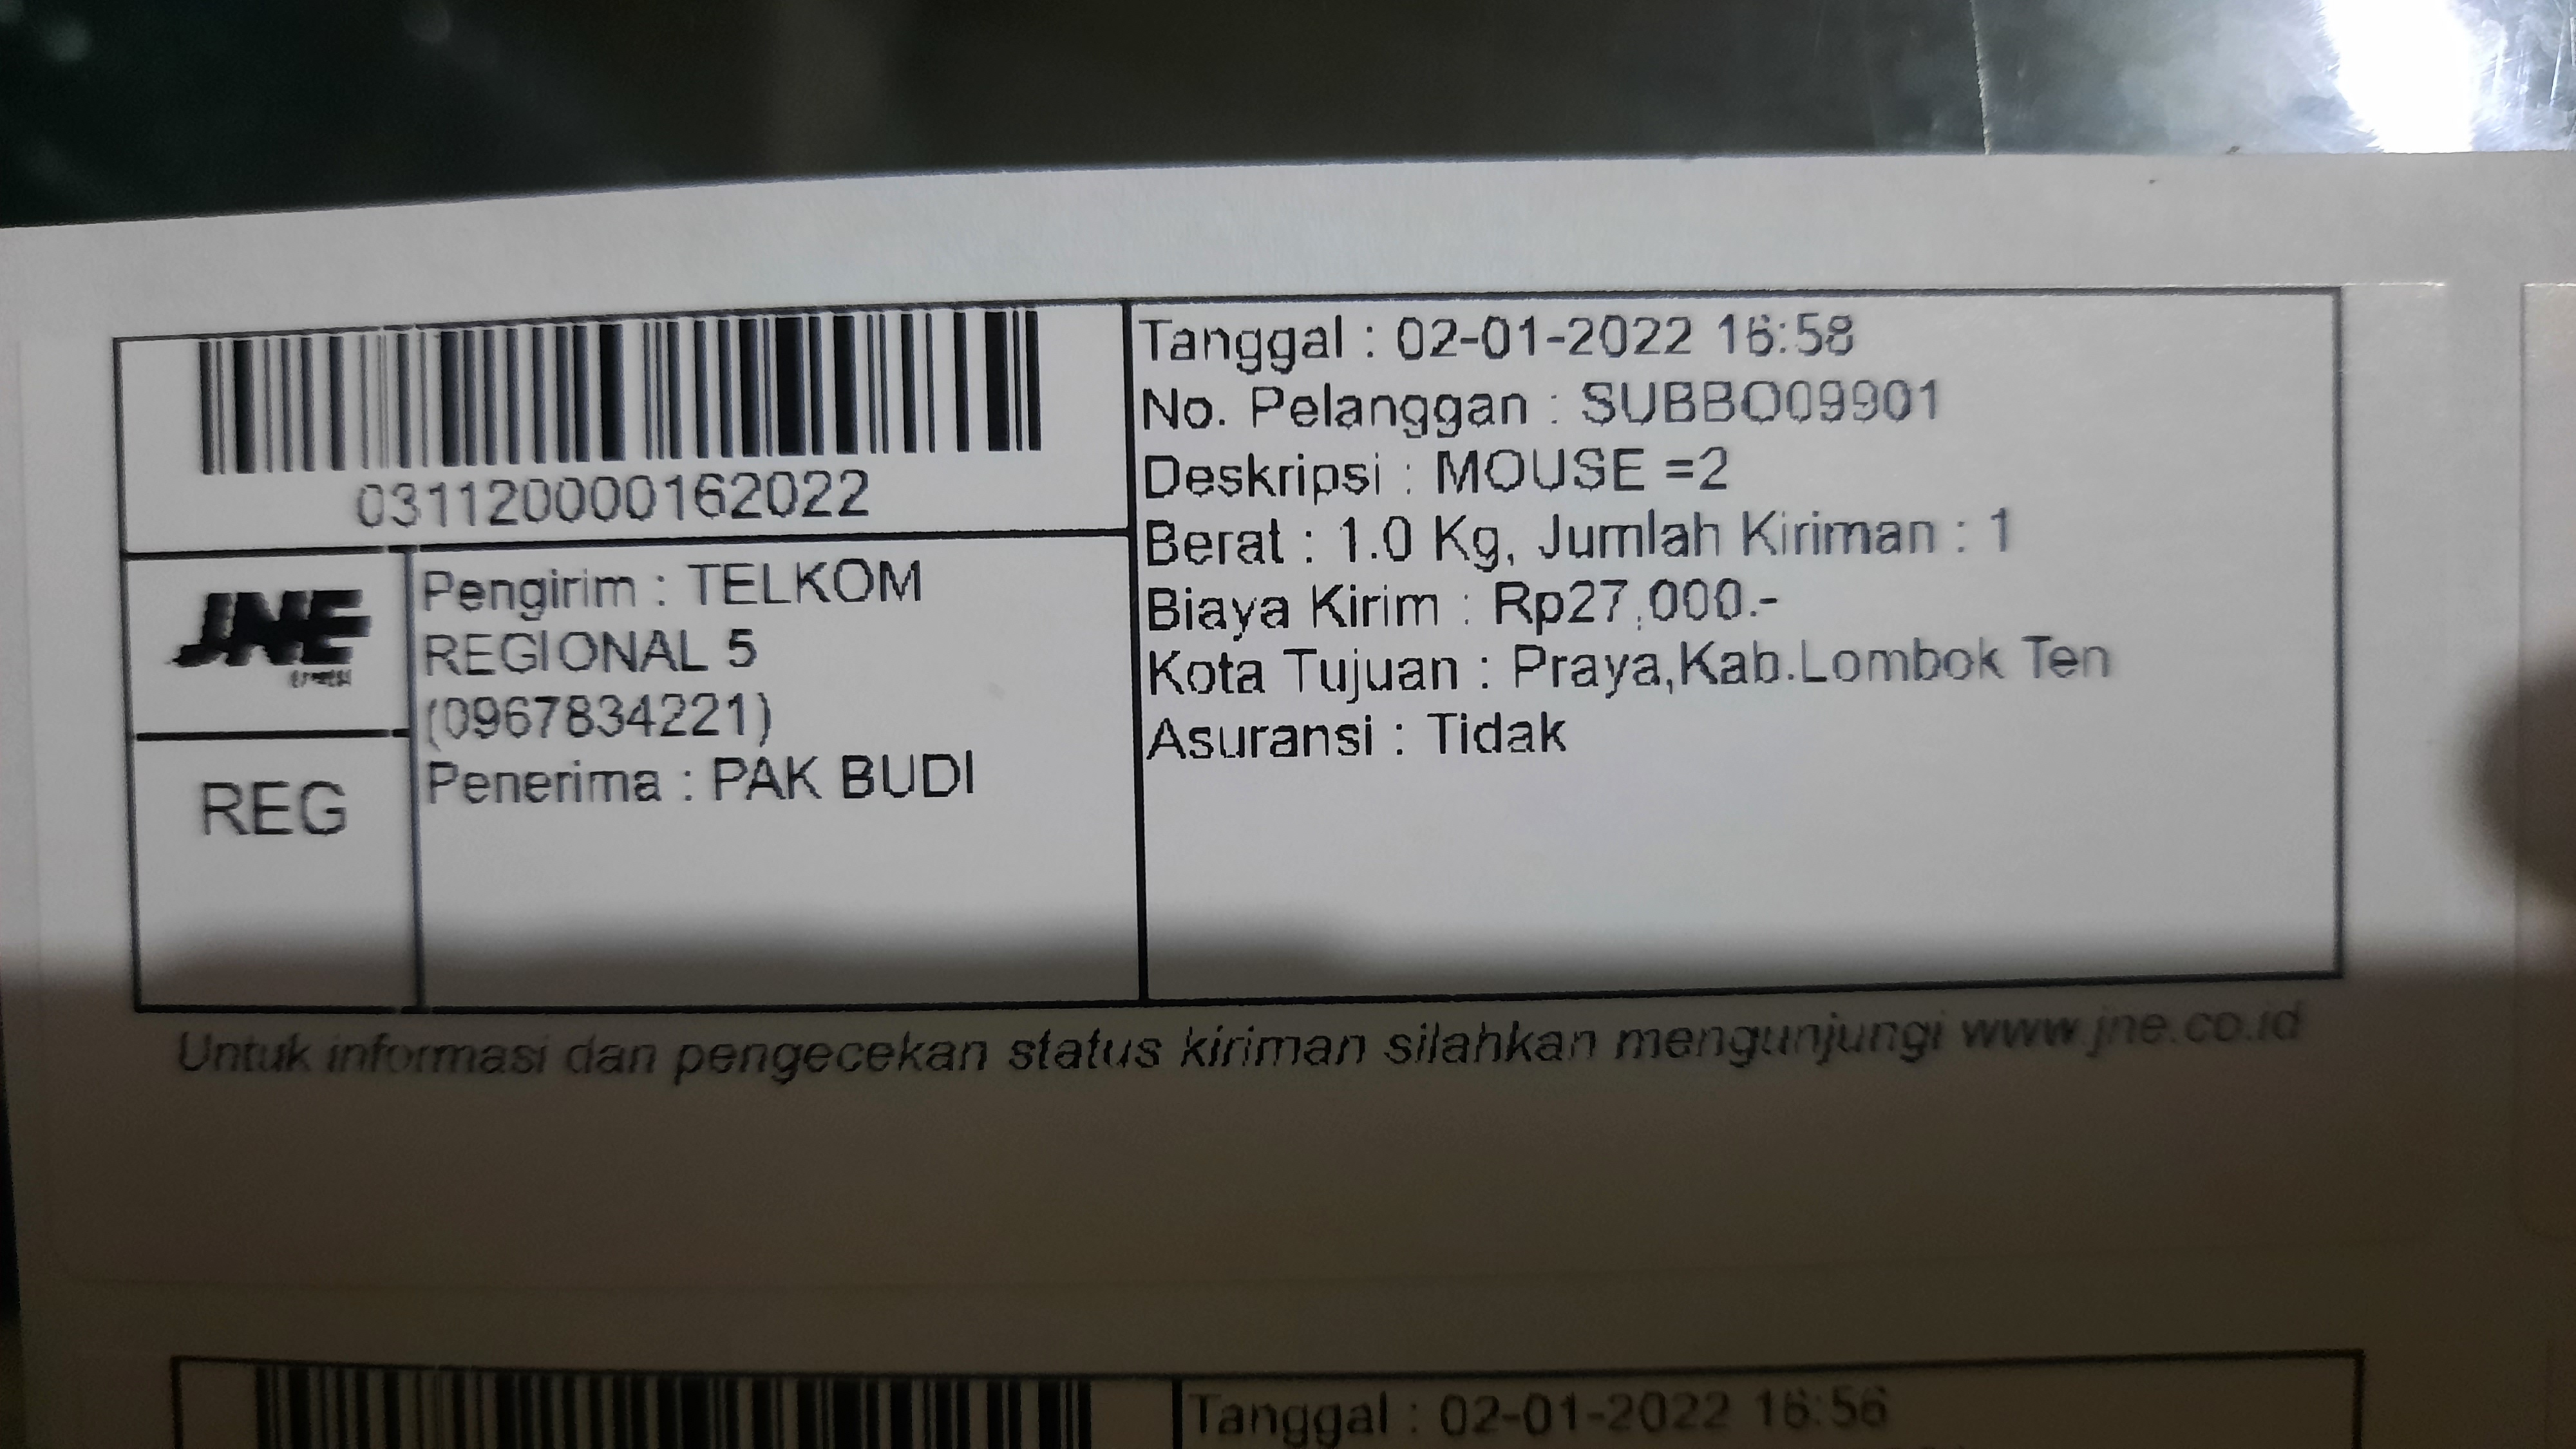 031120000162022
JNE
REG
Pengirim : TELKOM
REGIONAL 5
(0967834221)
Penerima : PAK BUDI
Tanggal : 02-01-2022 16:58
No. Pelanggan : SUBBO09901
Deskripsi : MOUSE =2
Berat : 1.0 Kg, Jumlah Kiriman : 1
Biaya Kirim : Rp27,000.-
Kota Tujuan : Praya,Kab.Lombok Ten
Asuransi : Tidak
Untuk informasi dan pengecekan status kiriman silahkan mengunjungi www.jne.co.id
Tanggal : 02-01-2022 16:56